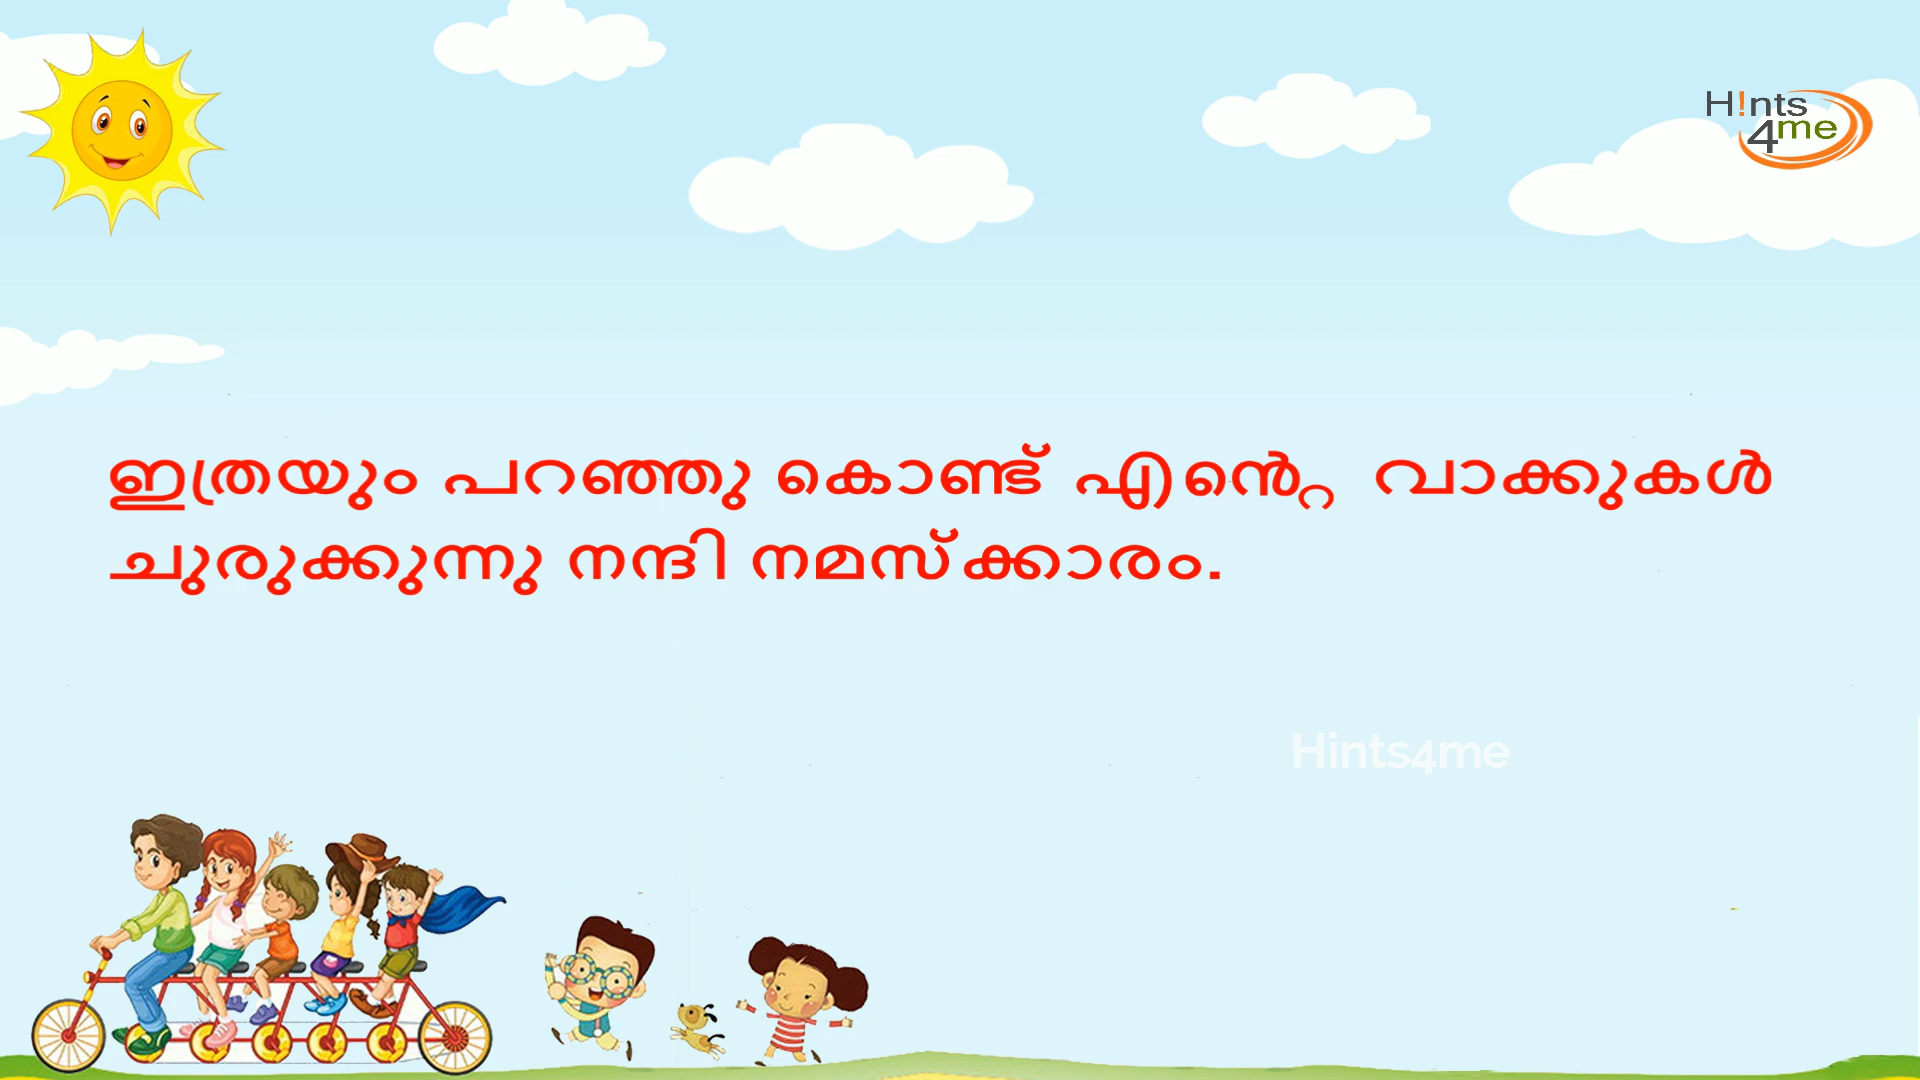 H!nts
4me
ഇത്രയും പറഞ്ഞു കൊണ്ട് എന്റെ വാക്കുകൾ
ചുരുക്കുന്നു നന്ദി നമസ്ക്കാരം.
Hints4me